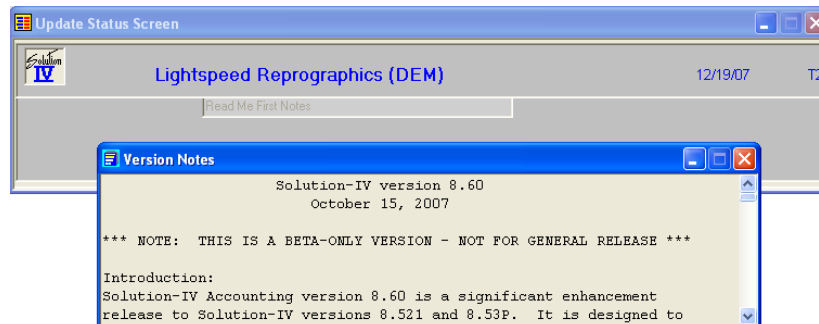 Update Status Screen
Solution
IV
Lightspeed Reprographics (DEM)
12/19/07
Read Me First Notes
Version Notes
Solution-IV version 8.60
October 15, 2007
*** NOTE: THIS IS A BETA-ONLY VERSION - NOT FOR GENERAL RELEASE ***
Introduction:
Solution-IV Accounting version 8.60 is a significant enhancement
release to Solution-IV versions 8.521 and 8.53P. It is designed to